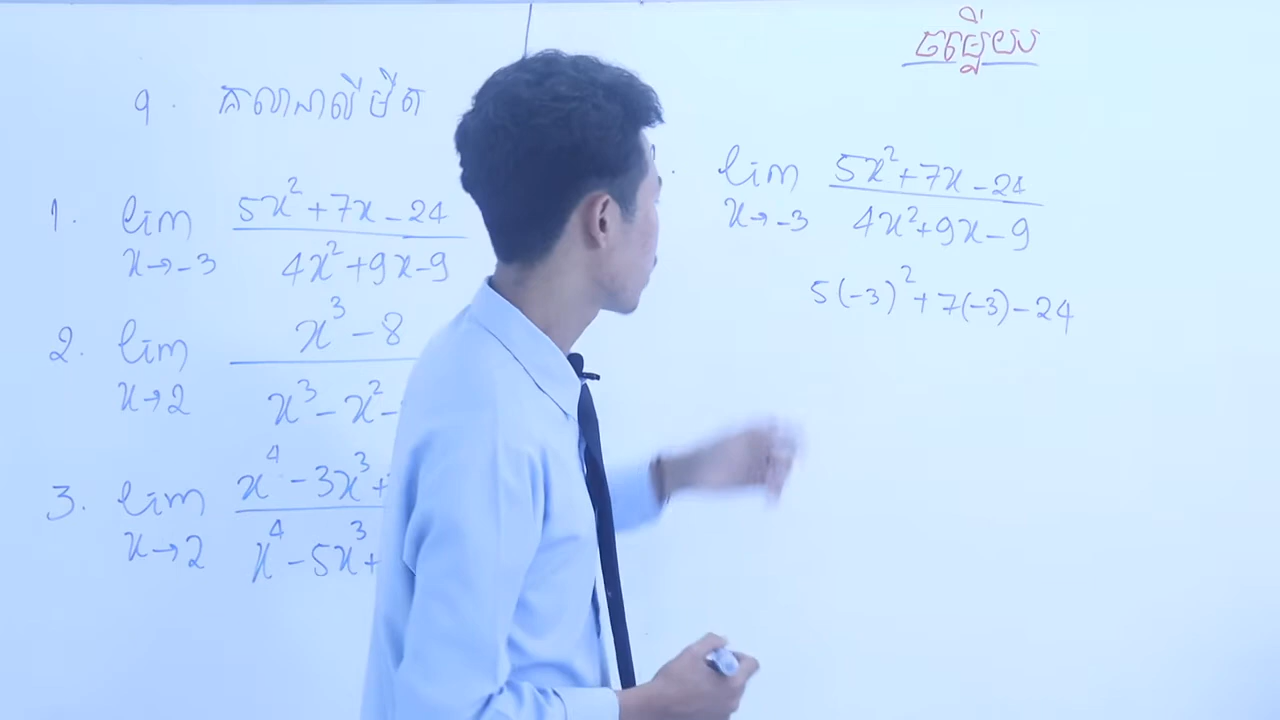 ១. គណនាលីមីត
1. lim x→-3 (5x²+7x-24)/(4x²+9x-9)
2. lim x→2 (x³-8)/(x³-x²-
3. lim x→2 (x⁴-3x³+)/(x⁴-5x³+
ចម្លើយ
lim x→-3 (5x²+7x-24)/(4x²+9x-9)
5(-3)²+7(-3)-24